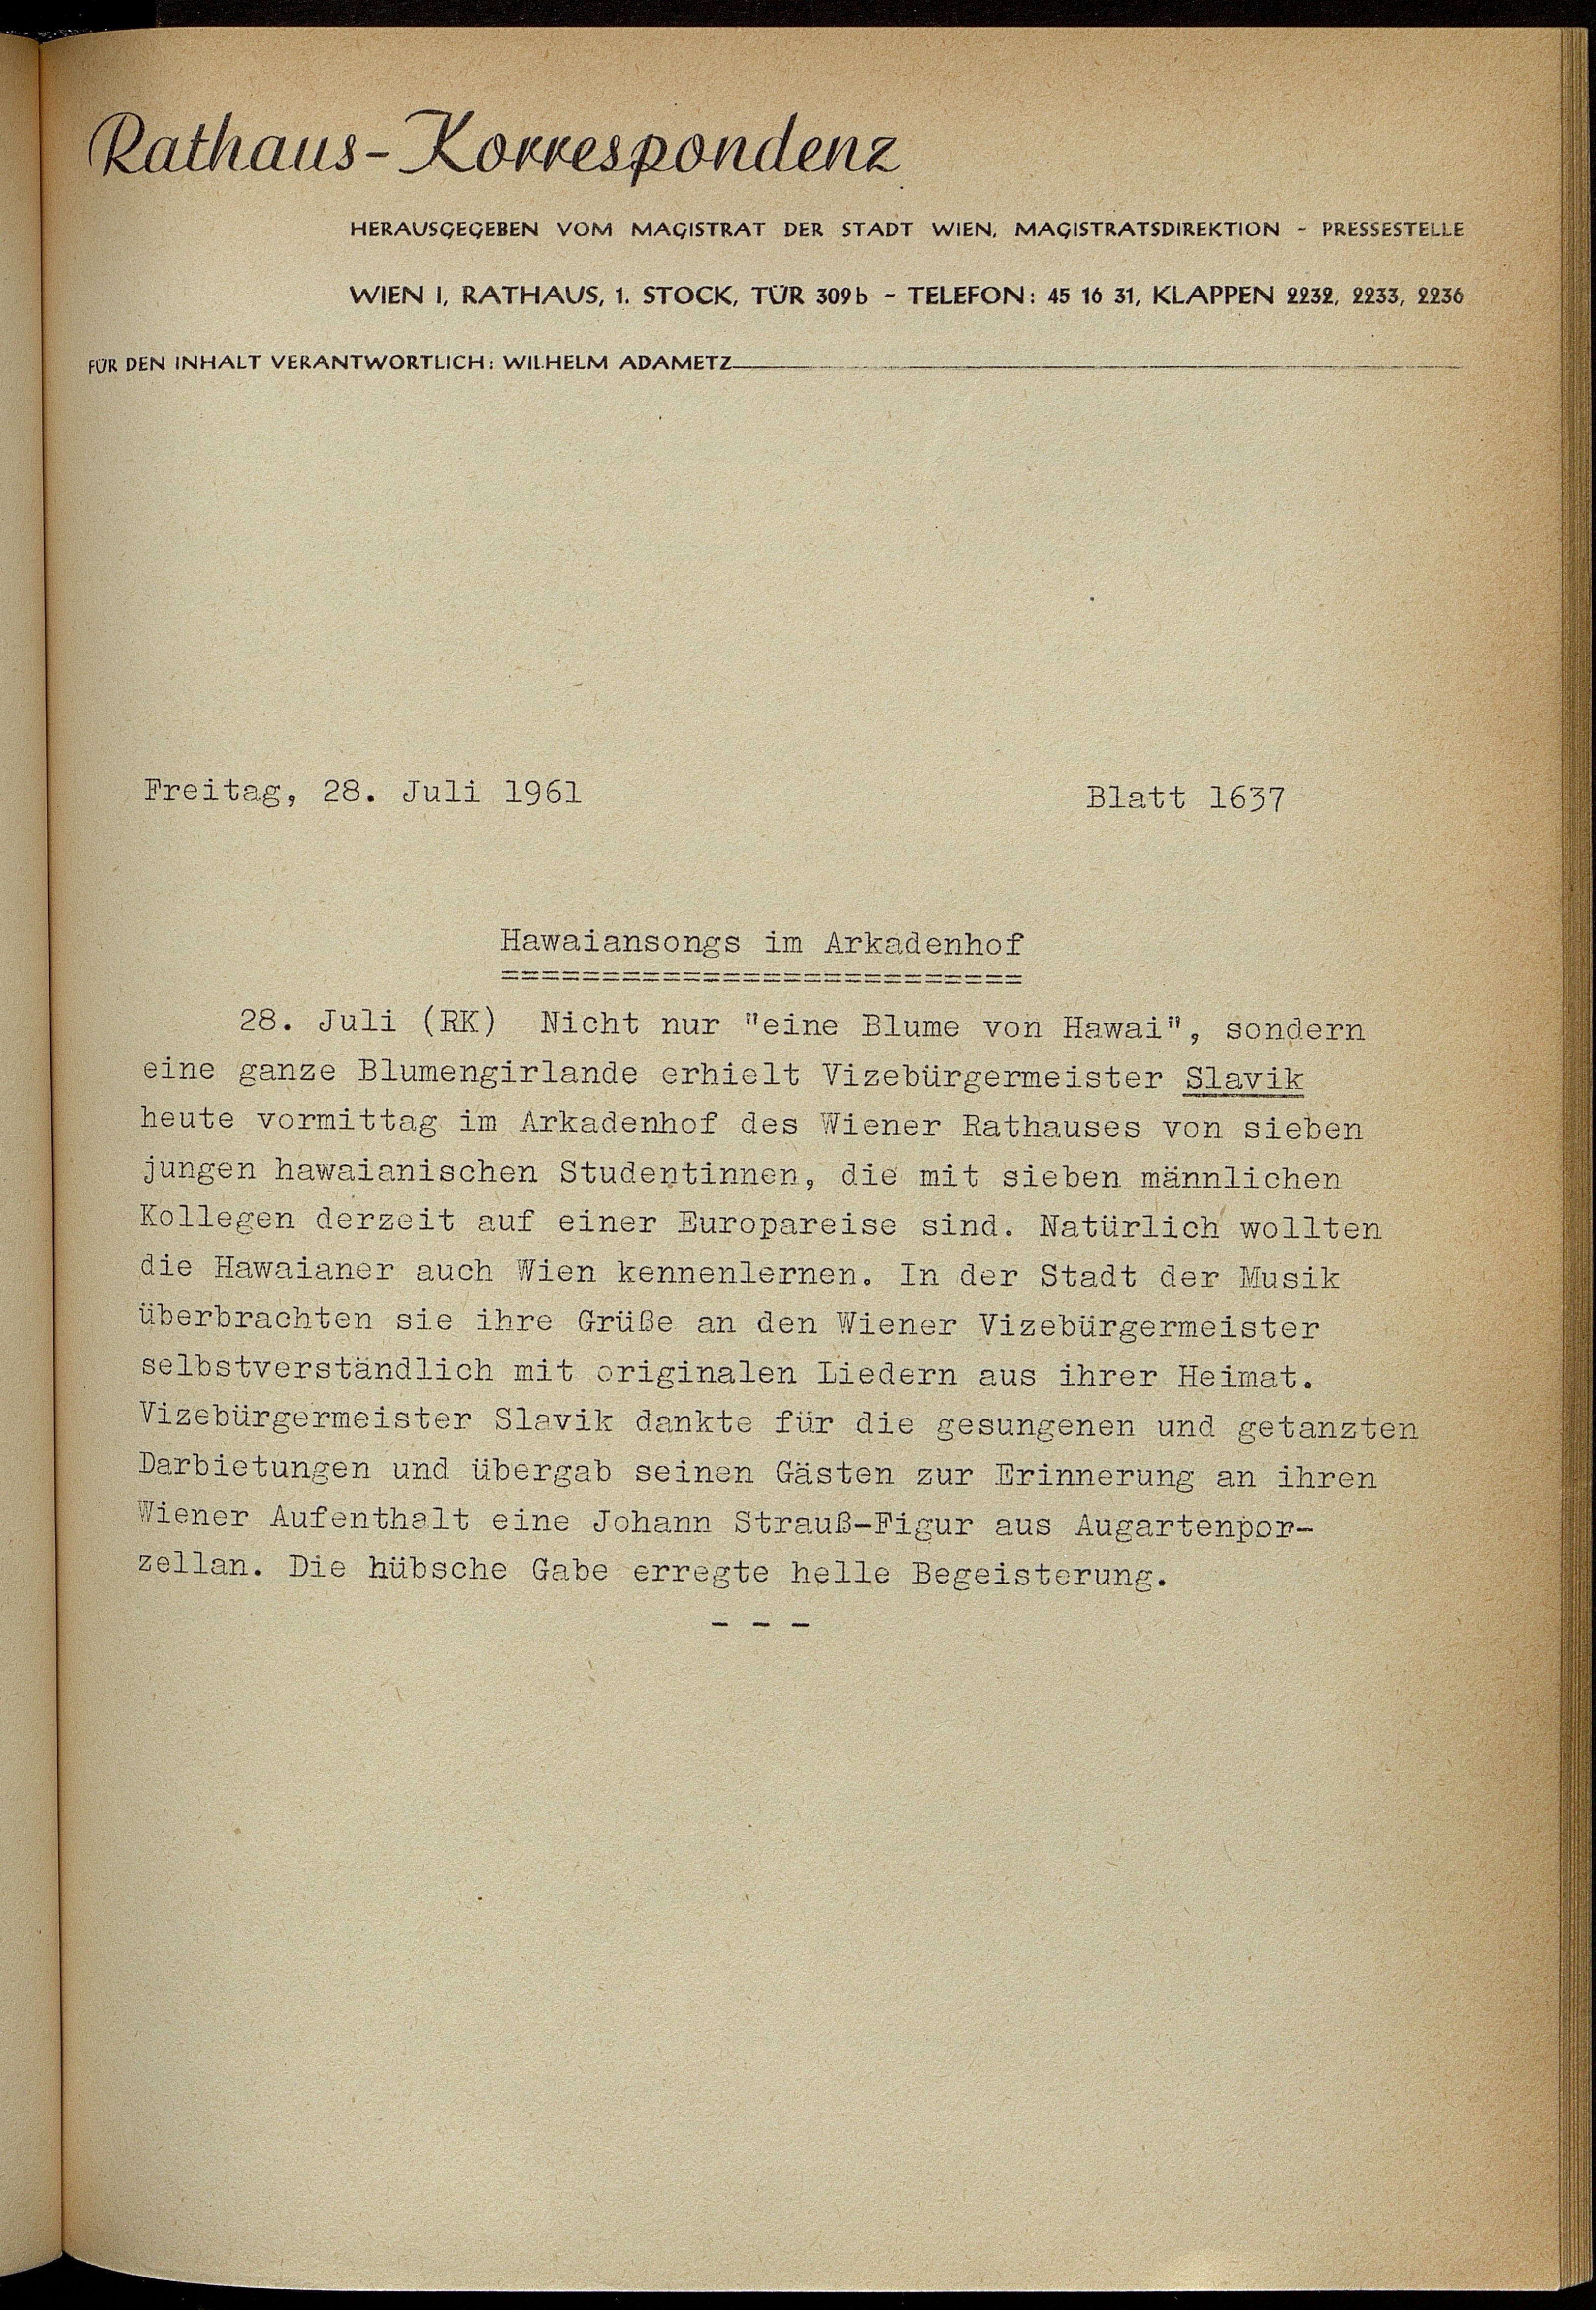 Rathaus-Korrespondenz
HERAUSGEGEBEN VOM MAGISTRAT DER STADT WIEN, MAGISTRATSDIREKTION - PRESSESTELLE
WIEN I, RATHAUS, 1. STOCK, TÜR 309b - TELEFON: 45 16 31, KLAPPEN 2232, 2233, 2236
FÜR DEN INHALT VERANTWORTLICH: WILHELM ADAMETZ
Freitag, 28. Juli 1961 Blatt 1637
Hawaiansongs im Arkadenhof
==========================
28. Juli (RK) Nicht nur "eine Blume von Hawai", sondern
eine ganze Blumengirlande erhielt Vizebürgermeister Slavik
heute vormittag im Arkadenhof des Wiener Rathauses von sieben
jungen hawaianischen Studentinnen, die mit sieben männlichen
Kollegen derzeit auf einer Europareise sind. Natürlich wollten
die Hawaianer auch Wien kennenlernen. In der Stadt der Musik
überbrachten sie ihre Grüße an den Wiener Vizebürgermeister
selbstverständlich mit originalen Liedern aus ihrer Heimat.
Vizebürgermeister Slavik dankte für die gesungenen und getanzten
Darbietungen und übergab seinen Gästen zur Erinnerung an ihren
Wiener Aufenthalt eine Johann Strauß-Figur aus Augartenpor-
zellan. Die hübsche Gabe erregte helle Begeisterung.
- - -